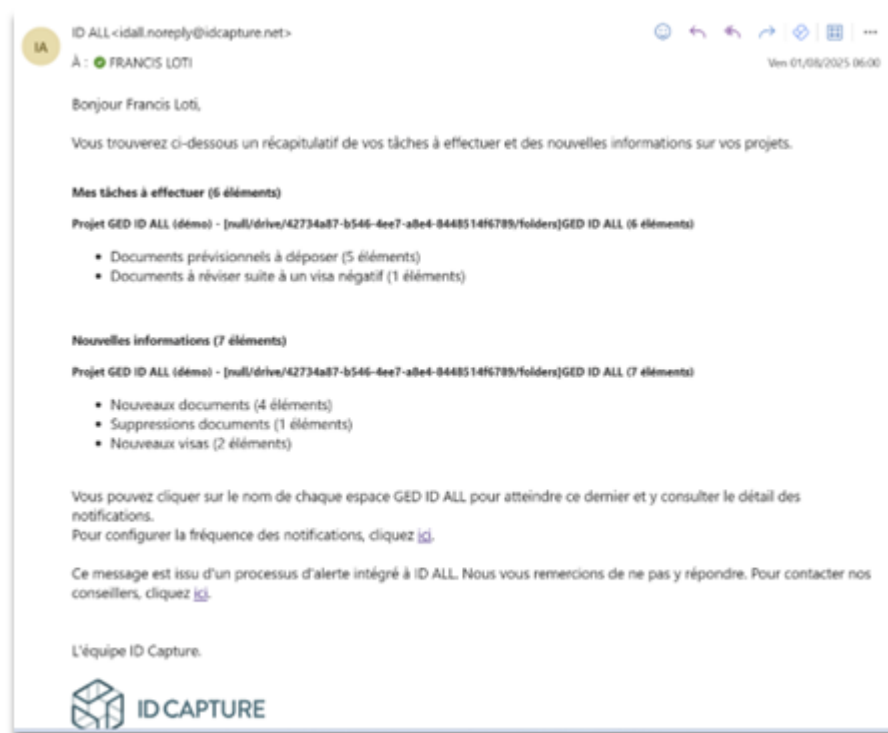 ID ALL<idall.noreply@idcapture.net>
IA
À : FRANCIS LOTI
Ven 01/08/2025 06:00
Bonjour Francis Loti,
Vous trouverez ci-dessous un récapitulatif de vos tâches à effectuer et des nouvelles informations sur vos projets.
Mes tâches à effectuer (6 éléments)
Projet GED ID ALL (démo) - [null/drive/42734a87-b546-4ee7-a8e4-8448514f6789/folders]GED ID ALL (6 éléments)
• Documents prévisionnels à déposer (5 éléments)
• Documents à réviser suite à un visa négatif (1 éléments)
Nouvelles informations (7 éléments)
Projet GED ID ALL (démo) - [null/drive/42734a87-b546-4ee7-a8e4-8448514f6789/folders]GED ID ALL (7 éléments)
• Nouveaux documents (4 éléments)
• Suppressions documents (1 éléments)
• Nouveaux visas (2 éléments)
Vous pouvez cliquer sur le nom de chaque espace GED ID ALL pour atteindre ce dernier et y consulter le détail des
notifications.
Pour configurer la fréquence des notifications, cliquez ici.
Ce message est issu d'un processus d'alerte intégré à ID ALL. Nous vous remercions de ne pas y répondre. Pour contacter nos
conseillers, cliquez ici.
L'équipe ID Capture.
ID CAPTURE